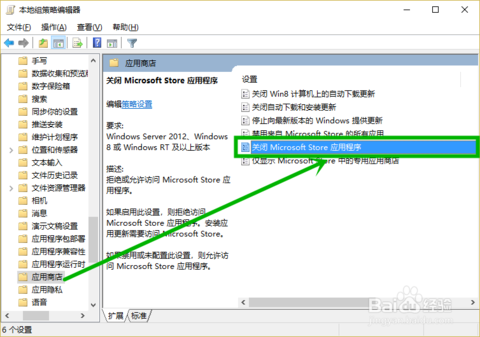 本地组策略编辑器
文件(F) 操作(A) 查看(V) 帮助(H)
手写
数据收集和预览版
数字保险箱
搜索
同步你的设置
推送安装
维护计划程序
位置和传感器
文本输入
文件历史记录
文件资源管理器
相机
消息
演示文稿设置
应用程序包部署
应用程序兼容性
应用程序运行时
应用商店
应用隐私
语音
应用商店
关闭 Microsoft Store 应用程序
编辑策略设置
要求:
Windows Server 2012、Windows
8 或 Windows RT 及以上版本
描述:
拒绝或允许访问 Microsoft Store 应
用程序。
如果启用此设置，则拒绝访问
Microsoft Store 应用程序。安装应
用更新需要访问 Microsoft Store。
如果禁用或未配置此设置，则允许访
问 Microsoft Store 应用程序。
设置
关闭 Win8 计算机上的自动下载更新
关闭自动下载和安装更新
停止向最新版本的 Windows 提供更新
禁用来自 Microsoft Store 的所有应用
关闭 Microsoft Store 应用程序
仅显示 Microsoft Store 中的专用应用商店
扩展 标准
6 个设置
Baidu 经验